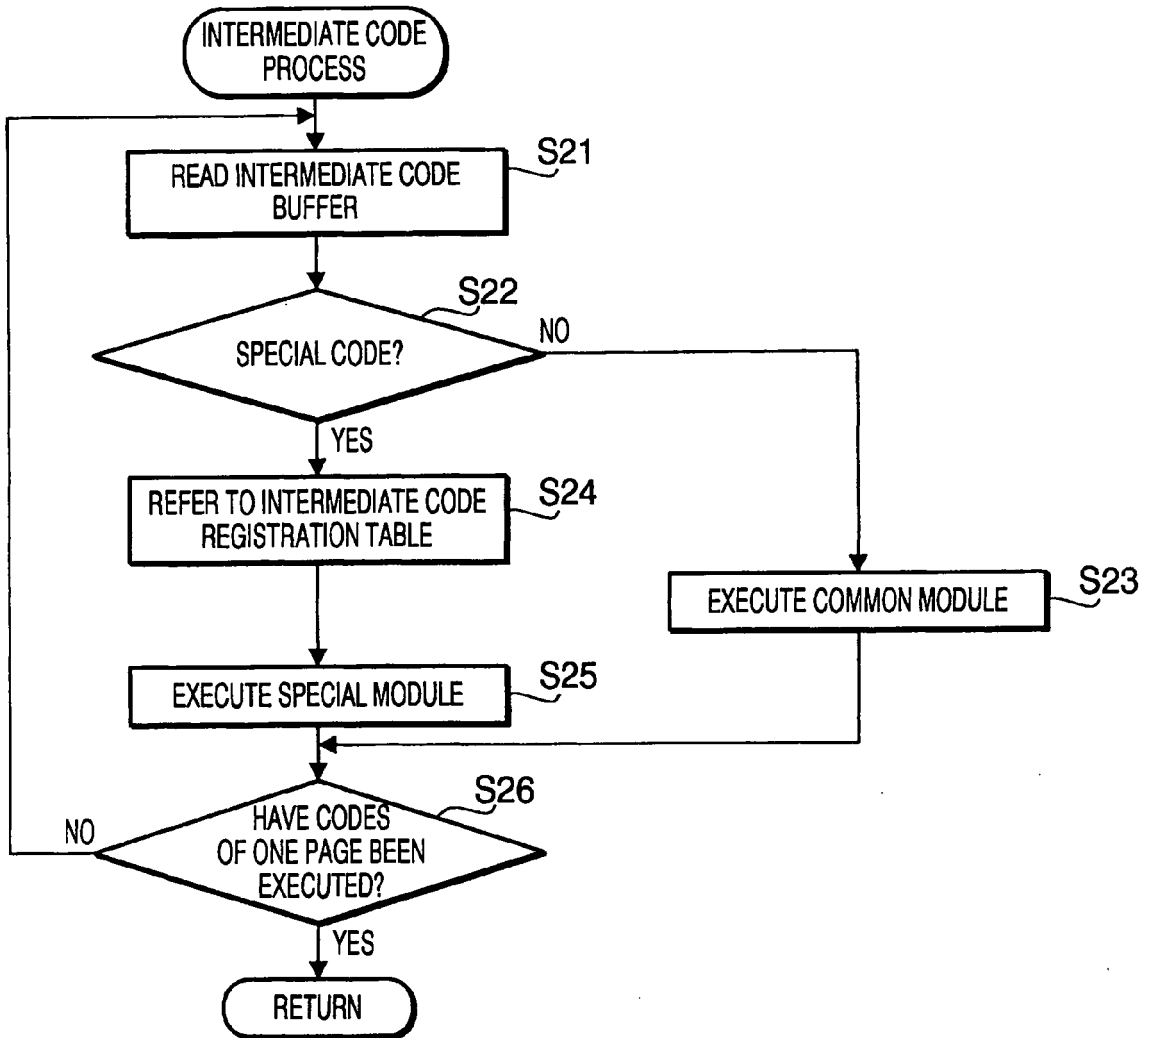 INTERMEDIATE CODE
PROCESS
S21
READ INTERMEDIATE CODE
BUFFER
S22
SPECIAL CODE?
NO
YES
S24
REFER TO INTERMEDIATE CODE
REGISTRATION TABLE
S23
EXECUTE COMMON MODULE
S25
EXECUTE SPECIAL MODULE
S26
HAVE CODES
OF ONE PAGE BEEN
EXECUTED?
NO
YES
RETURN